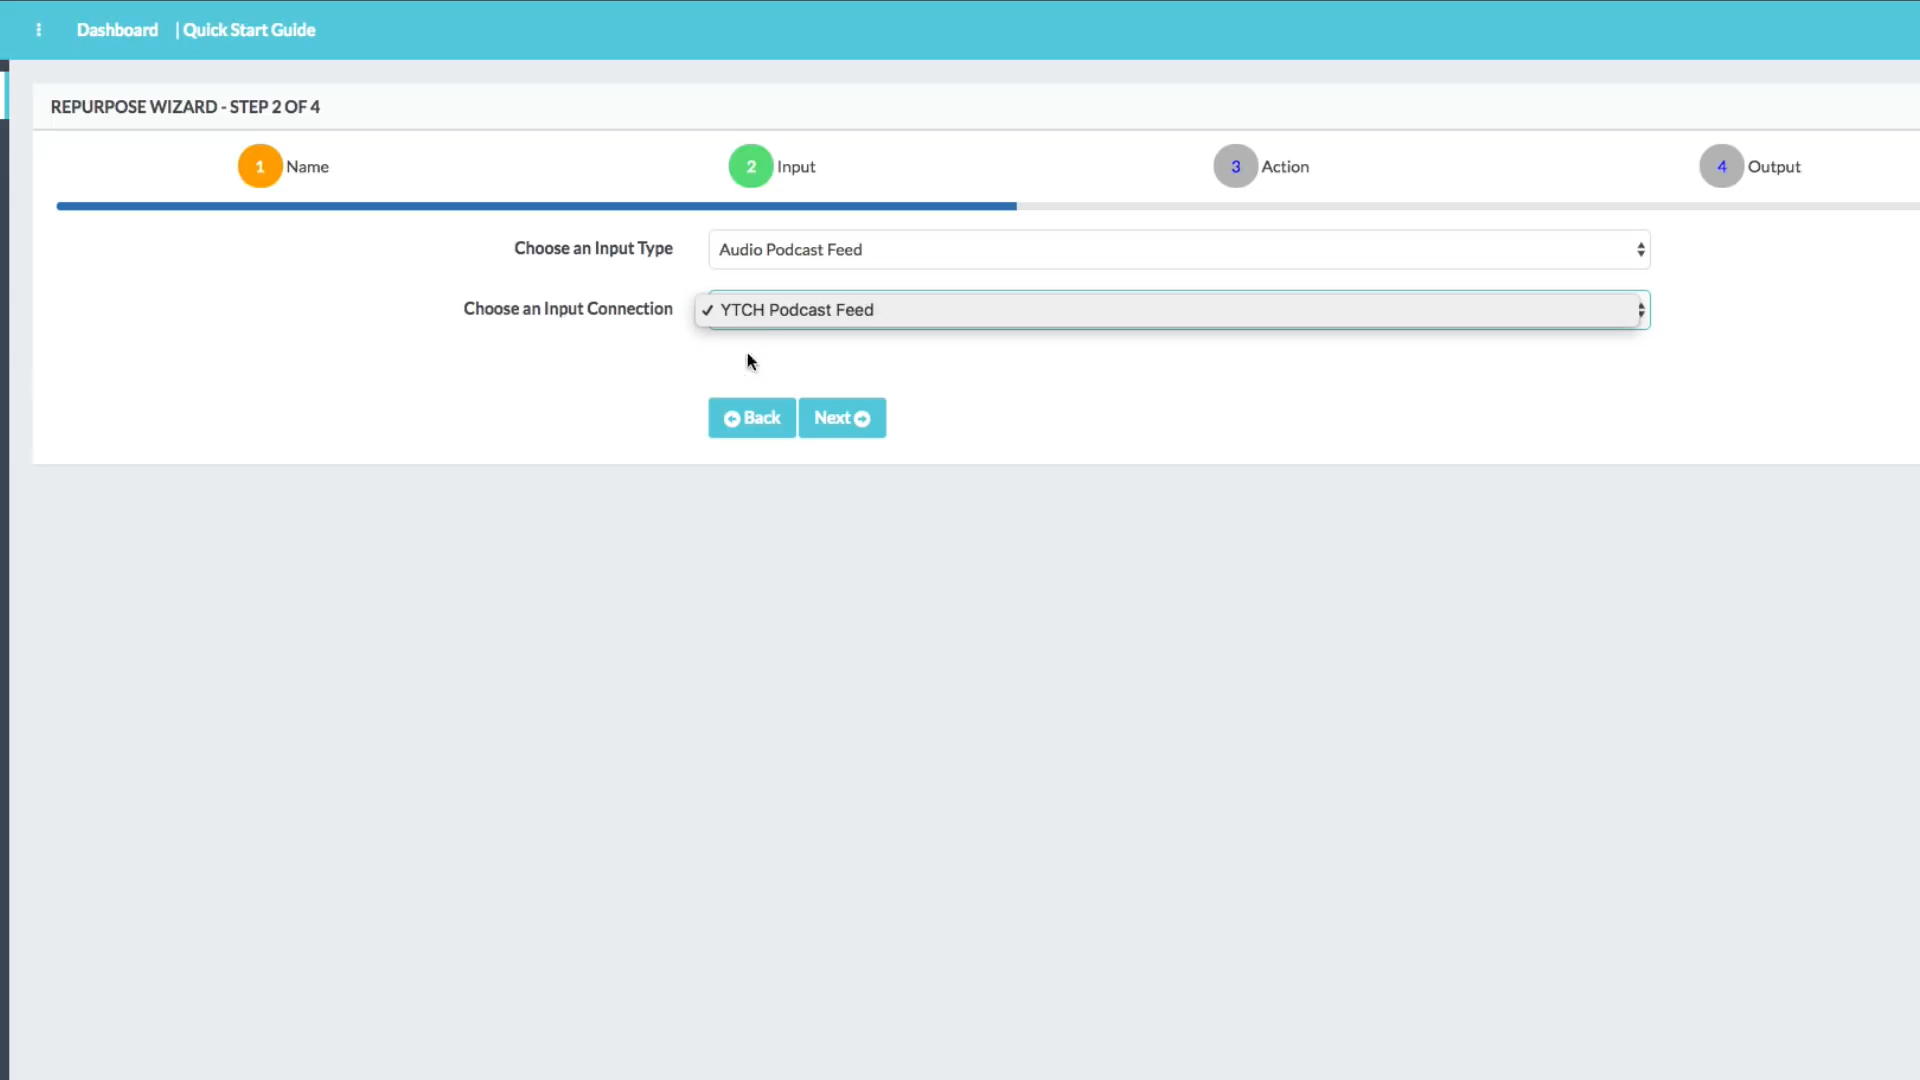 Dashboard | Quick Start Guide
REPURPOSE WIZARD - STEP 2 OF 4
1 Name 2 Input 3 Action 4 Output
Choose an Input Type Audio Podcast Feed
Choose an Input Connection ✓ YTCH Podcast Feed
Back Next